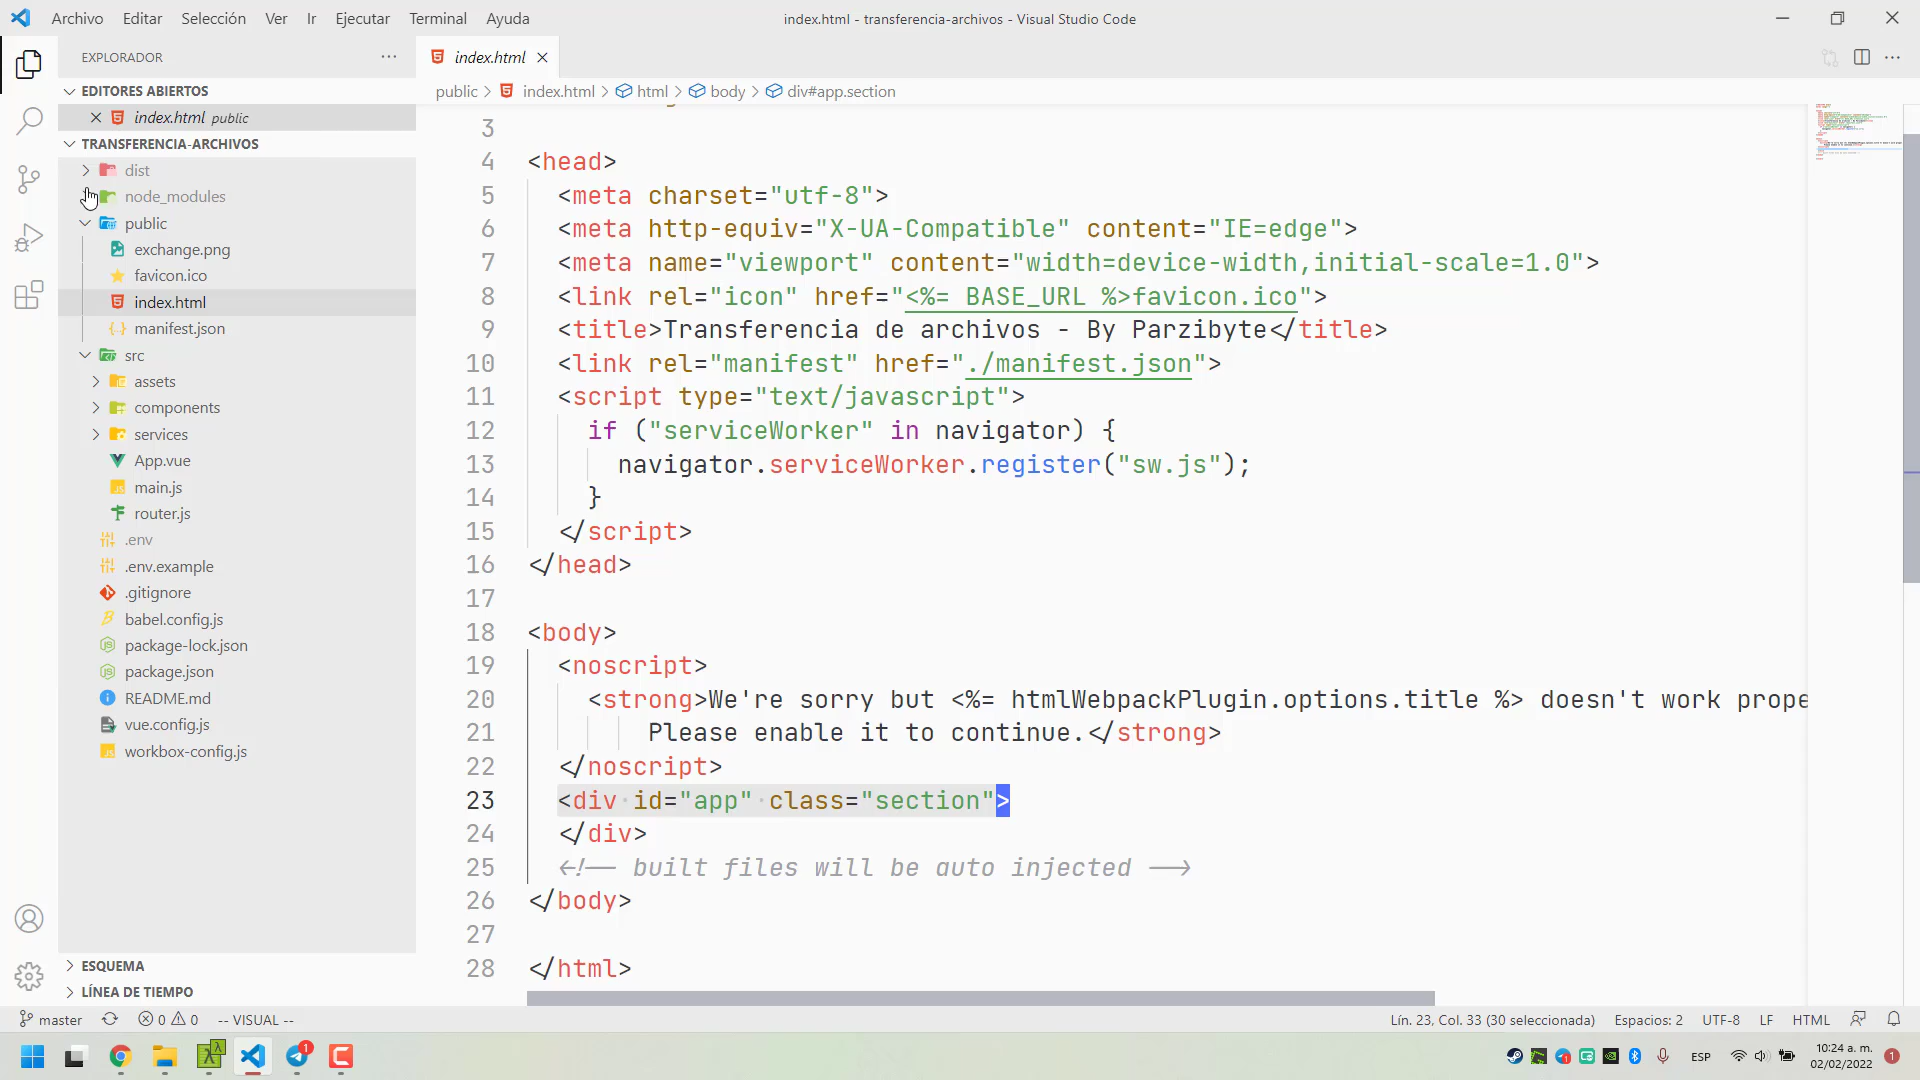 Archivo Editar Selección Ver Ir Ejecutar Terminal Ayuda
index.html - transferencia-archivos - Visual Studio Code
EXPLORADOR
EDITORES ABIERTOS
index.html public
TRANSFERENCIA-ARCHIVOS
dist
node_modules
public
exchange.png
favicon.ico
index.html
manifest.json
src
assets
components
services
App.vue
main.js
router.js
.env
.env.example
.gitignore
babel.config.js
package-lock.json
package.json
README.md
vue.config.js
workbox-config.js
ESQUEMA
LÍNEA DE TIEMPO
index.html
public > index.html > html > body > div#app.section
3
4 <head>
5 <meta charset="utf-8">
6 <meta http-equiv="X-UA-Compatible" content="IE=edge">
7 <meta name="viewport" content="width=device-width,initial-scale=1.0">
8 <link rel="icon" href="<%= BASE_URL %>favicon.ico">
9 <title>Transferencia de archivos - By Parzibyte</title>
10 <link rel="manifest" href="./manifest.json">
11 <script type="text/javascript">
12 if ("serviceWorker" in navigator) {
13 navigator.serviceWorker.register("sw.js");
14 }
15 </script>
16 </head>
17
18 <body>
19 <noscript>
20 <strong>We're sorry but <%= htmlWebpackPlugin.options.title %> doesn't work prope
21 Please enable it to continue.</strong>
22 </noscript>
23 <div id="app" class="section">
24 </div>
25 <!-- built files will be auto injected -->
26 </body>
27
28 </html>
master 0 0 -- VISUAL --
Lín. 23, Col. 33 (30 seleccionada) Espacios: 2 UTF-8 LF HTML
1
ESP
10:24 a. m.
02/02/2022
1